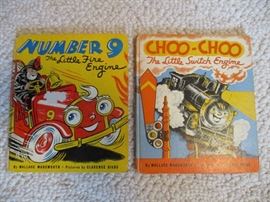 NUMBER 9
The Little Fire
Engine
9
By WALLACE WADSWORTH • Pictures by CLARENCE BIERS
CHOO-CHOO
The Little Switch Engine
By WALLACE WADSWORTH